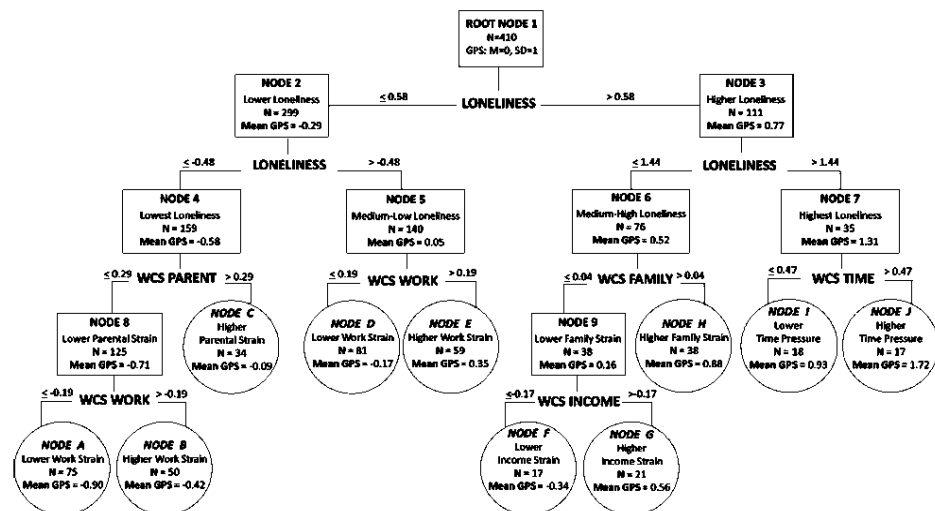 ROOT NODE 1
N=410
GPS: M=0, SD=1
NODE 2
Lower Loneliness
N = 299
Mean GPS = -0.29
≤ 0.58
LONELINESS
> 0.58
NODE 3
Higher Loneliness
N = 111
Mean GPS = 0.77
≤ -0.48
LONELINESS
> -0.48
≤ 1.44
LONELINESS
> 1.44
NODE 4
Lowest Loneliness
N = 159
Mean GPS = -0.58
NODE 5
Medium-Low Loneliness
N = 140
Mean GPS = 0.05
NODE 6
Medium-High Loneliness
N = 76
Mean GPS = 0.52
NODE 7
Highest Loneliness
N = 35
Mean GPS = 1.31
≤ 0.29
WCS PARENT
> 0.29
≤ 0.19
WCS WORK
> 0.19
≤ 0.04
WCS FAMILY
> 0.04
≤ 0.47
WCS TIME
> 0.47
NODE 8
Lower Parental Strain
N = 125
Mean GPS = -0.71
NODE C
Higher
Parental Strain
N = 34
Mean GPS = -0.09
NODE D
Lower Work Strain
N = 81
Mean GPS = -0.17
NODE E
Higher Work Strain
N = 59
Mean GPS = 0.35
NODE 9
Lower Family Strain
N = 38
Mean GPS = 0.16
NODE H
Higher Family Strain
N = 38
Mean GPS = 0.88
NODE I
Lower
Time Pressure
N = 18
Mean GPS = 0.93
NODE J
Higher
Time Pressure
N = 17
Mean GPS = 1.72
≤ -0.19
WCS WORK
> -0.19
≤-0.17
WCS INCOME
>-0.17
NODE A
Lower Work Strain
N = 75
Mean GPS = -0.90
NODE B
Higher Work Strain
N = 50
Mean GPS = -0.42
NODE F
Lower
Income Strain
N = 17
Mean GPS = -0.34
NODE G
Higher
Income Strain
N = 21
Mean GPS = 0.56